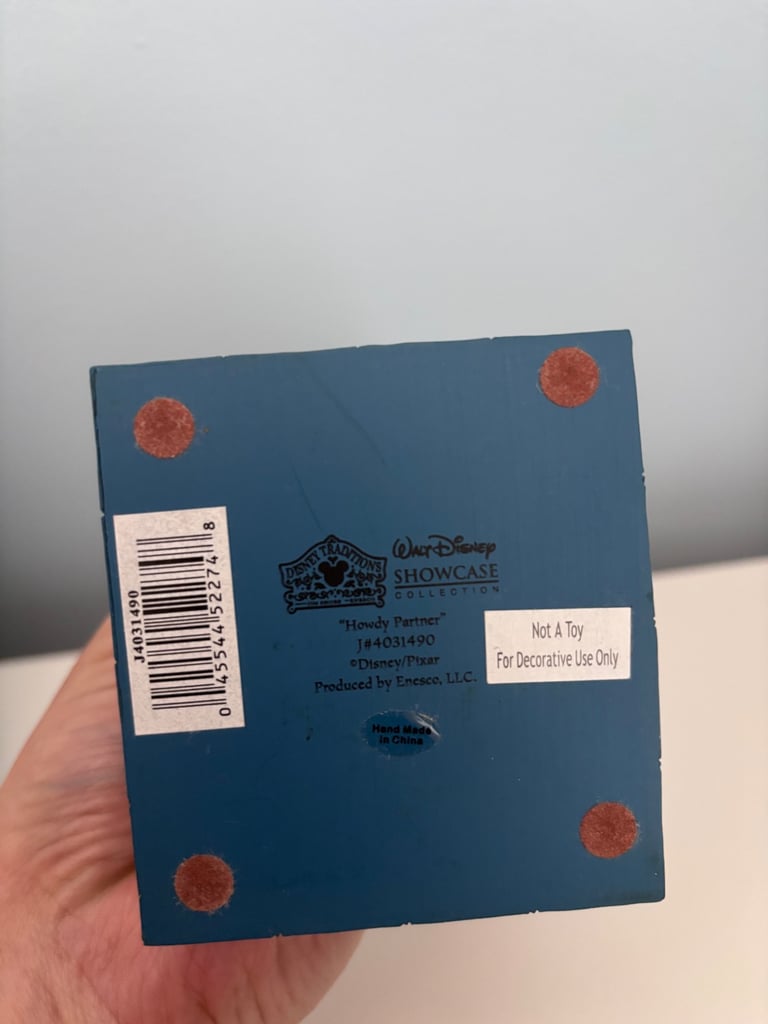 J4031490
0 45544 52274 8
DISNEY TRADITIONS
WALT DISNEY
SHOWCASE
COLLECTION
"Howdy Partner"
J#4031490
©Disney/Pixar
Produced by Enesco, LLC.
Not A Toy
For Decorative Use Only
Hand Made
in China